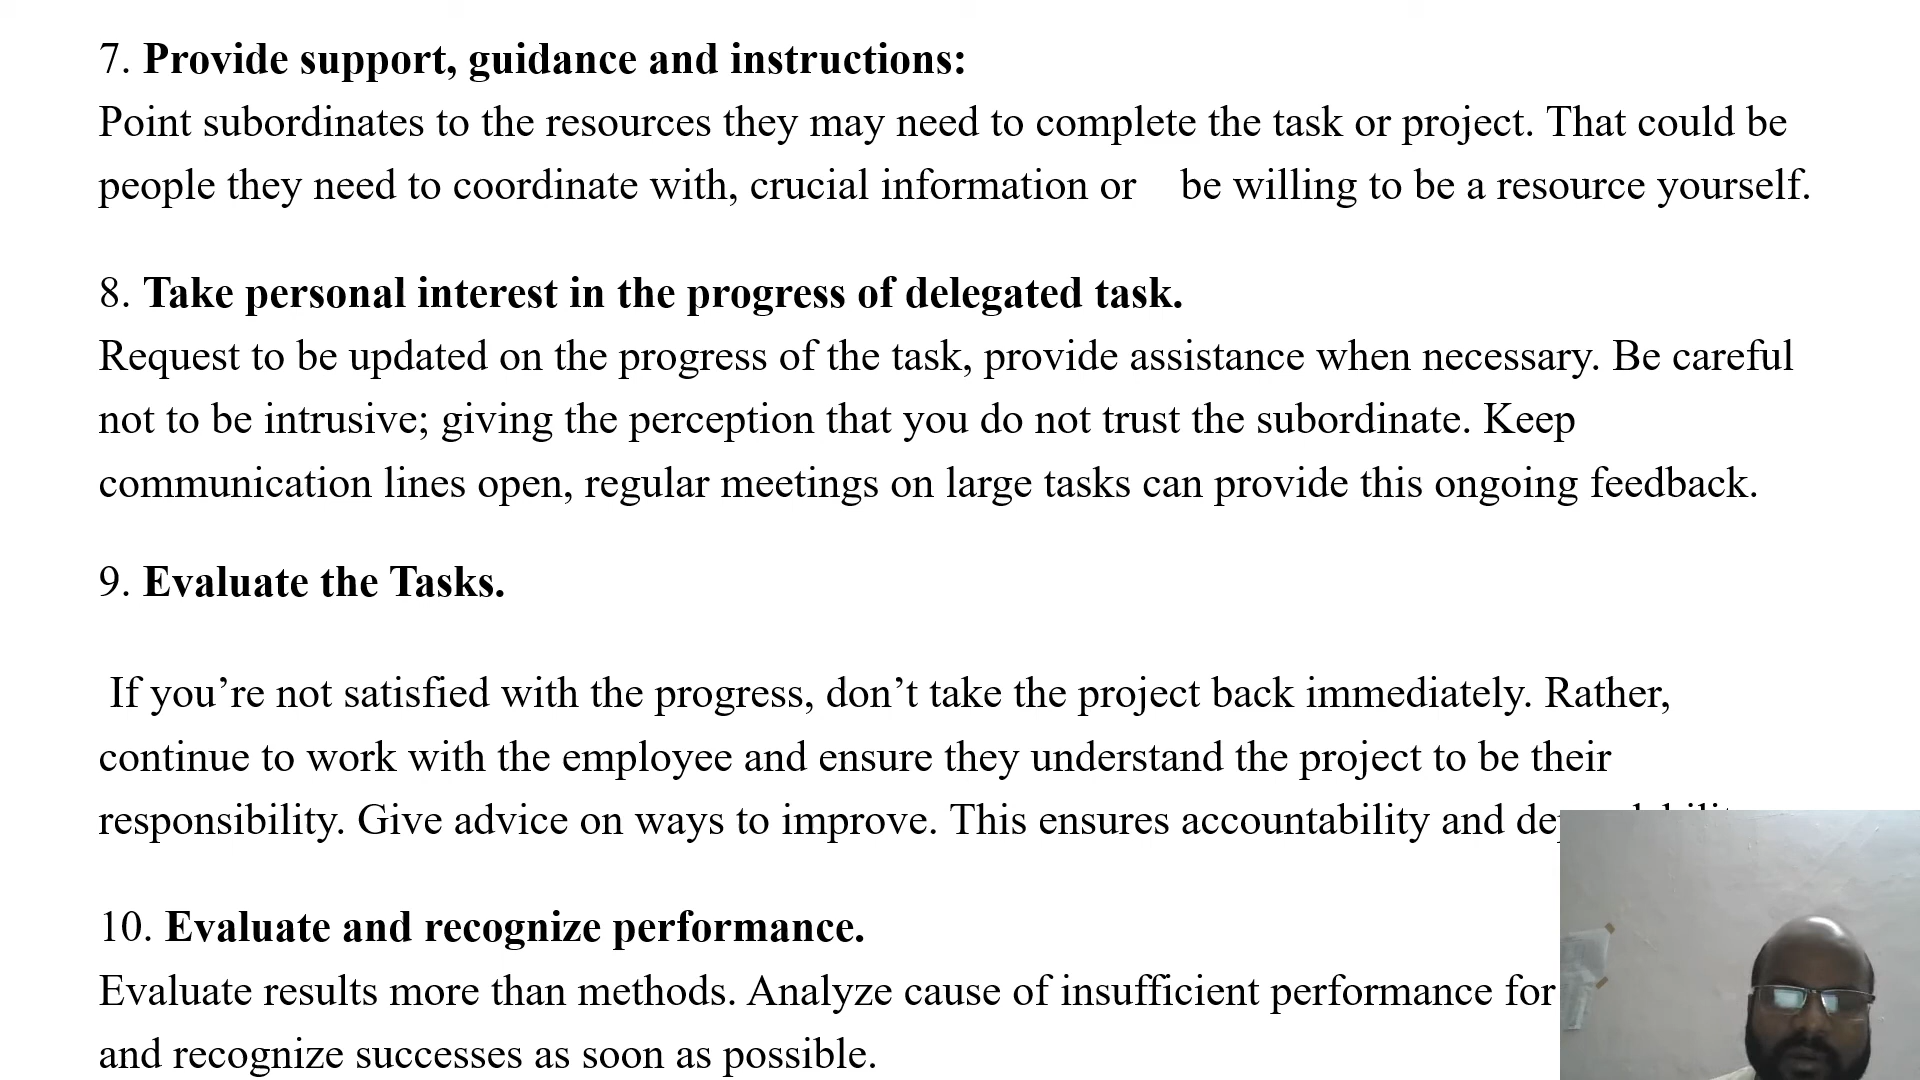 7. Provide support, guidance and instructions:
Point subordinates to the resources they may need to complete the task or project. That could be
people they need to coordinate with, crucial information or be willing to be a resource yourself.
8. Take personal interest in the progress of delegated task.
Request to be updated on the progress of the task, provide assistance when necessary. Be careful
not to be intrusive; giving the perception that you do not trust the subordinate. Keep
communication lines open, regular meetings on large tasks can provide this ongoing feedback.
9. Evaluate the Tasks.
If you’re not satisfied with the progress, don’t take the project back immediately. Rather,
continue to work with the employee and ensure they understand the project to be their
responsibility. Give advice on ways to improve. This ensures accountability and
10. Evaluate and recognize performance.
Evaluate results more than methods. Analyze cause of insufficient performance for
and recognize successes as soon as possible.